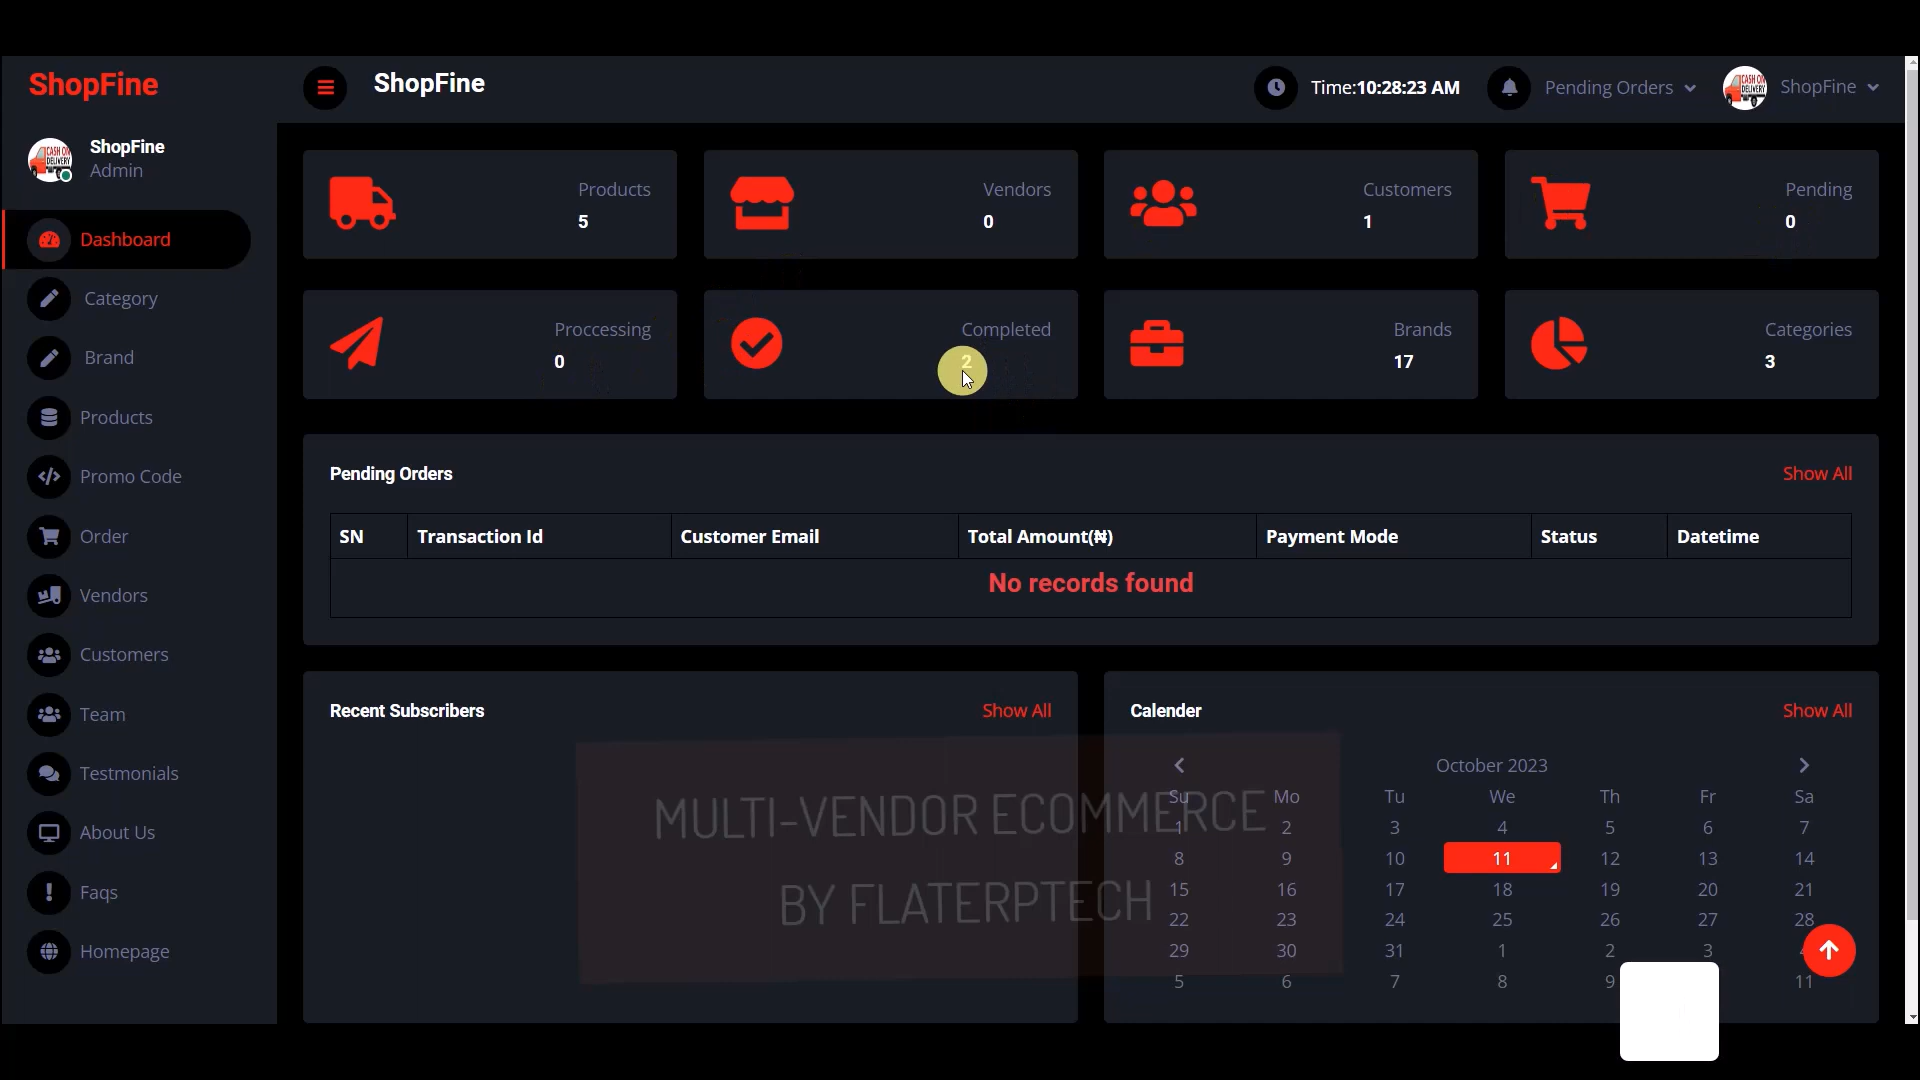 ShopFine
ShopFine
Time:10:28:23 AM
Pending Orders
ShopFine
ShopFine
Admin
Dashboard
Category
Brand
Products
Promo Code
Order
Vendors
Customers
Team
Testmonials
About Us
Faqs
Homepage
Products
5
Vendors
0
Customers
1
Pending
0
Proccessing
0
Completed
2
Brands
17
Categories
3
Pending Orders
Show All
SN Transaction Id Customer Email Total Amount(₦) Payment Mode Status Datetime
No records found
Recent Subscribers
Show All
MULTI-VENDOR ECOMMERCE
BY FLATERPTECH
Calender
Show All
October 2023
Su Mo Tu We Th Fr Sa
1 2 3 4 5 6 7
8 9 10 11 12 13 14
15 16 17 18 19 20 21
22 23 24 25 26 27 28
29 30 31 1 2 3
5 6 7 8 9 11
CASH ON
DELIVERY
CASH ON
DELIVERY